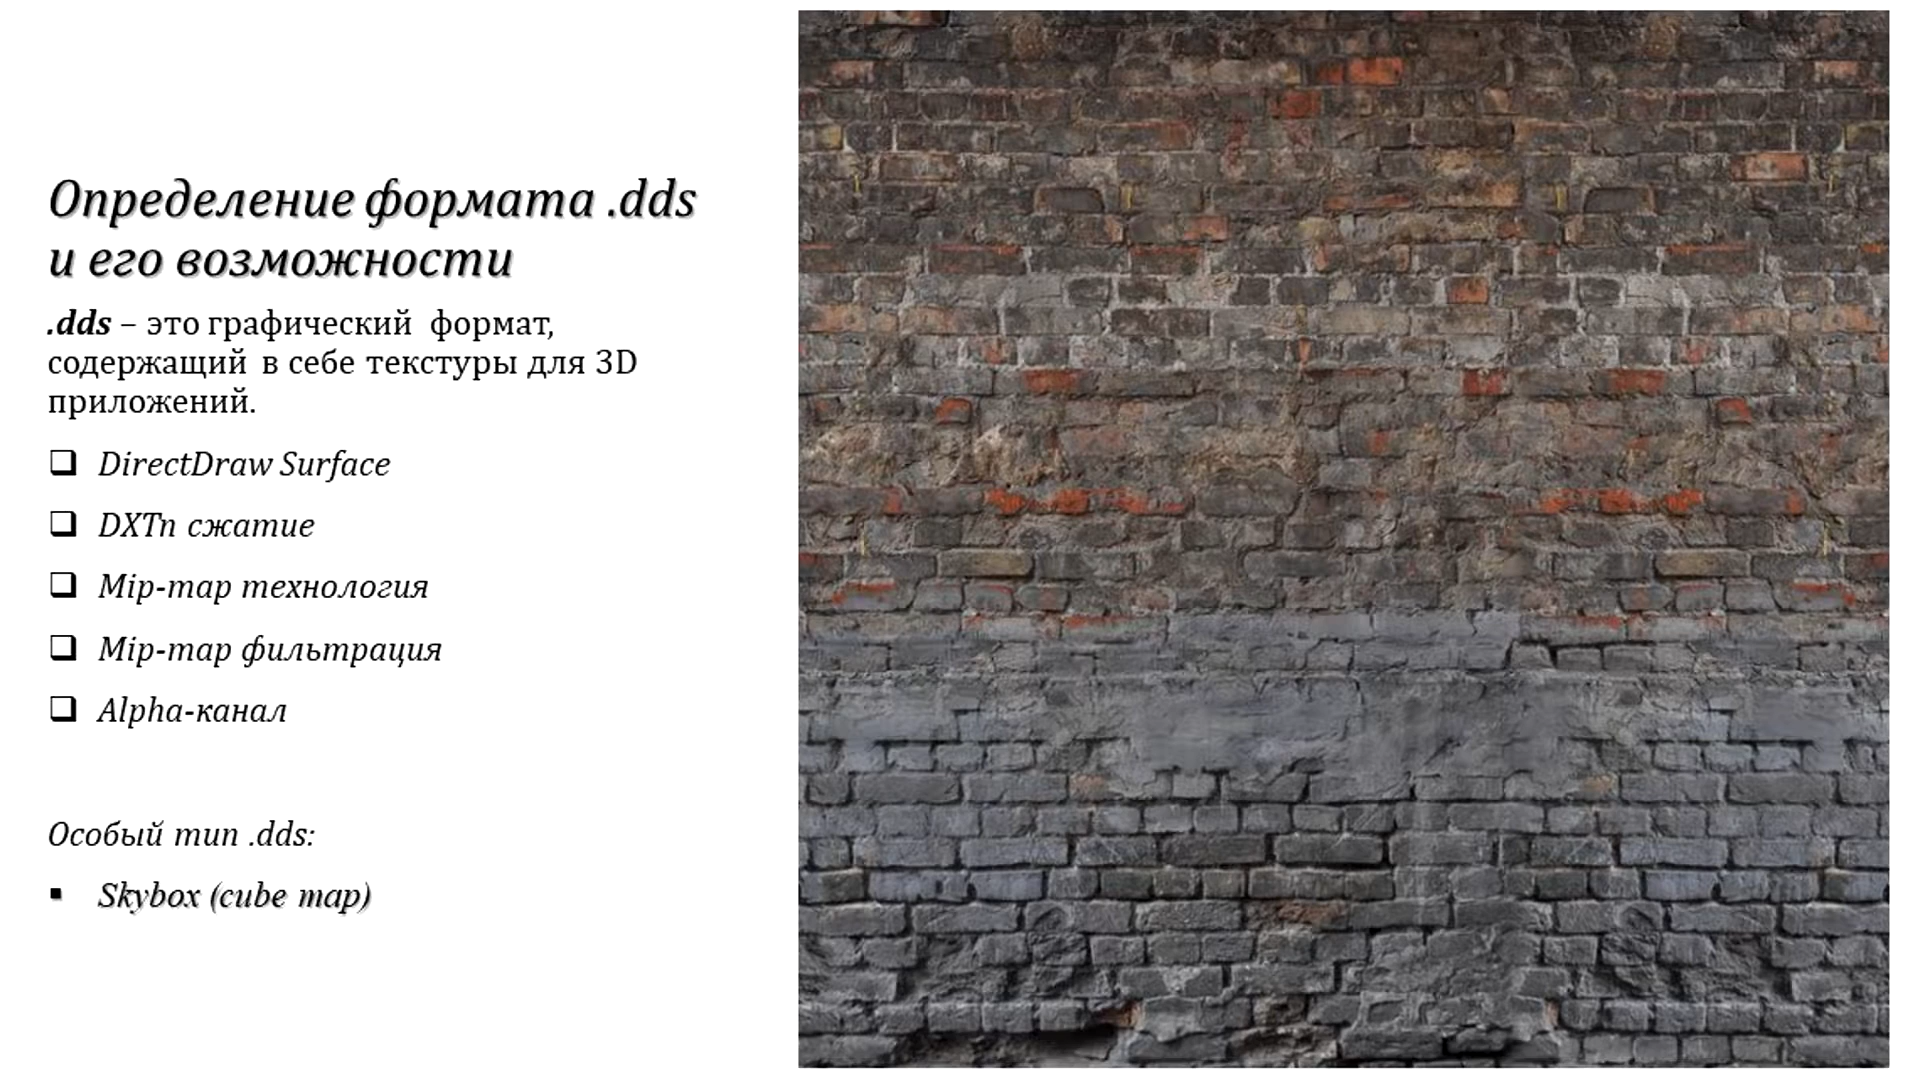 Определение формата .dds
и его возможности
.dds – это графический формат,
содержащий в себе текстуры для 3D
приложений.
❑ DirectDraw Surface
❑ DXTn сжатие
❑ Mip-map технология
❑ Mip-map фильтрация
❑ Alpha-канал
Особый тип .dds:
▪ Skybox (cube map)